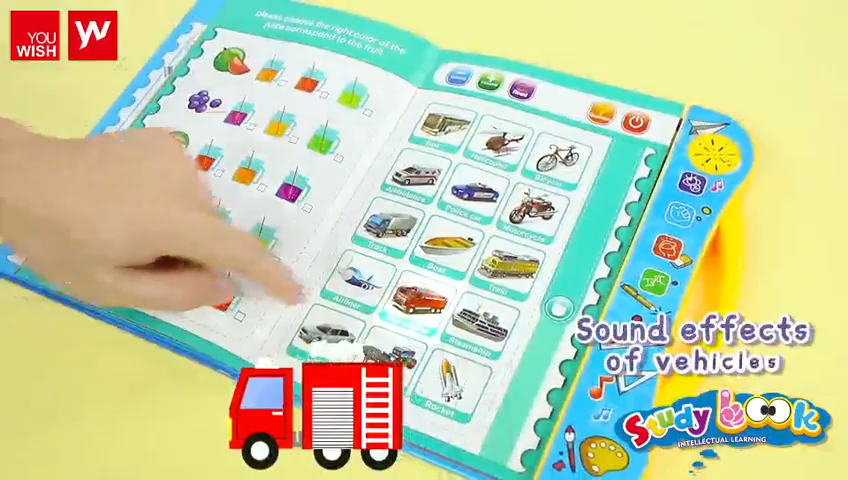 YOU
WISH
please choose the right color of the
juice correspond to the fruit
Bus
Helicopter
Bicycle
Ambulance
Police car
Motorcycle
Truck
Boat
Train
Airliner
Steamship
Rocket
Sound effects
of vehicles
Study book
INTELLECTUAL LEARNING